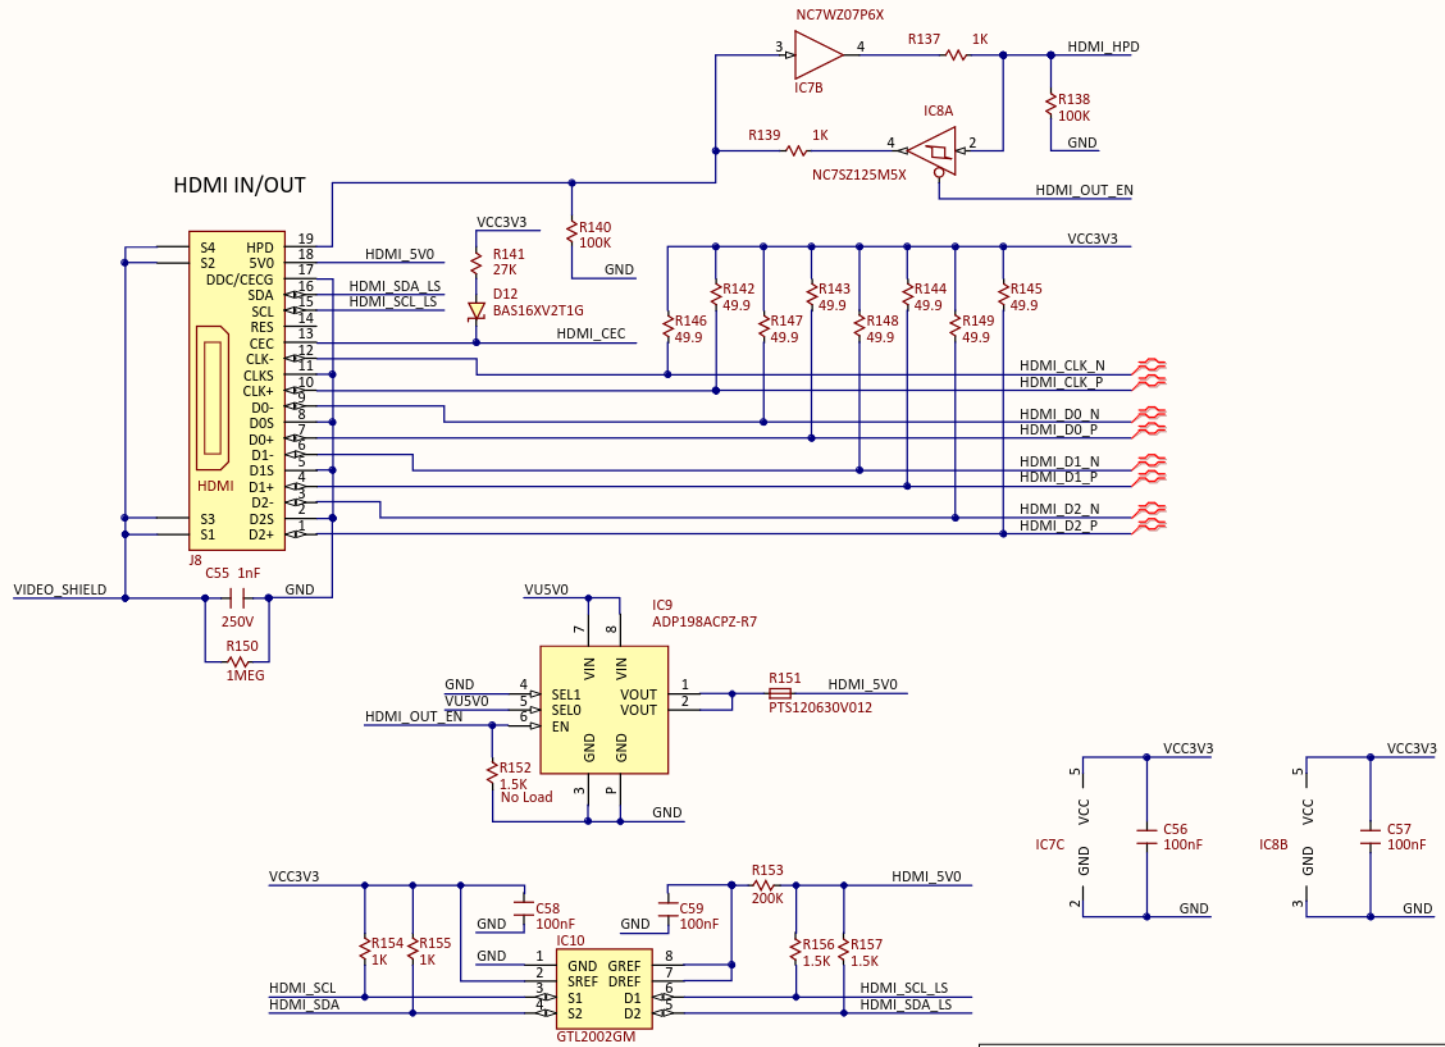 NC7WZ07P6X
3 4 R137 1K HDMI_HPD
IC7B
IC8A
R138
100K
R139 1K 4 2 GND
NC7SZ125M5X
HDMI_OUT_EN
HDMI IN/OUT
VCC3V3
R140
100K
R141
27K
GND
D12
BAS16XV2T1G
HDMI_5V0
HDMI_SDA_LS
HDMI_SCL_LS
HDMI_CEC
S4 HPD 19
S2 5V0 18
DDC/CECG 17
SDA 16
SCL 15
RES 14
CEC 13
CLK- 12
CLKS 11
CLK+ 10
D0- 9
D0S 8
D0+ 7
D1- 6
D1S 5
HDMI D1+ 4
D2- 3
S3 D2S 2
S1 D2+ 1
J8
VCC3V3
R142
49.9
R143
49.9
R144
49.9
R145
49.9
R146
49.9
R147
49.9
R148
49.9
R149
49.9
HDMI_CLK_N
HDMI_CLK_P
HDMI_D0_N
HDMI_D0_P
HDMI_D1_N
HDMI_D1_P
HDMI_D2_N
HDMI_D2_P
C55 1nF
VIDEO_SHIELD GND
250V
R150
1MEG
VU5V0
IC9
ADP198ACPZ-R7
7 8
VIN VIN
GND 4 SEL1 VOUT 1
VU5V0 5 SEL0 VOUT 2
HDMI_OUT_EN 6 EN
GND GND
3 P
R151 HDMI_5V0
PTS120630V012
R152
1.5K
No Load
GND
VCC3V3
5
VCC
IC7C
GND
2
C56
100nF
GND
VCC3V3
5
VCC
IC8B
GND
3
C57
100nF
GND
VCC3V3
R153
200K
HDMI_5V0
GND C58
100nF
GND C59
100nF
IC10
R154
1K
R155
1K
R156
1.5K
R157
1.5K
GND 1 GND GREF 8
2 SREF DREF 7
HDMI_SCL 3 S1 D1 6 HDMI_SCL_LS
HDMI_SDA 4 S2 D2 5 HDMI_SDA_LS
GTL2002GM